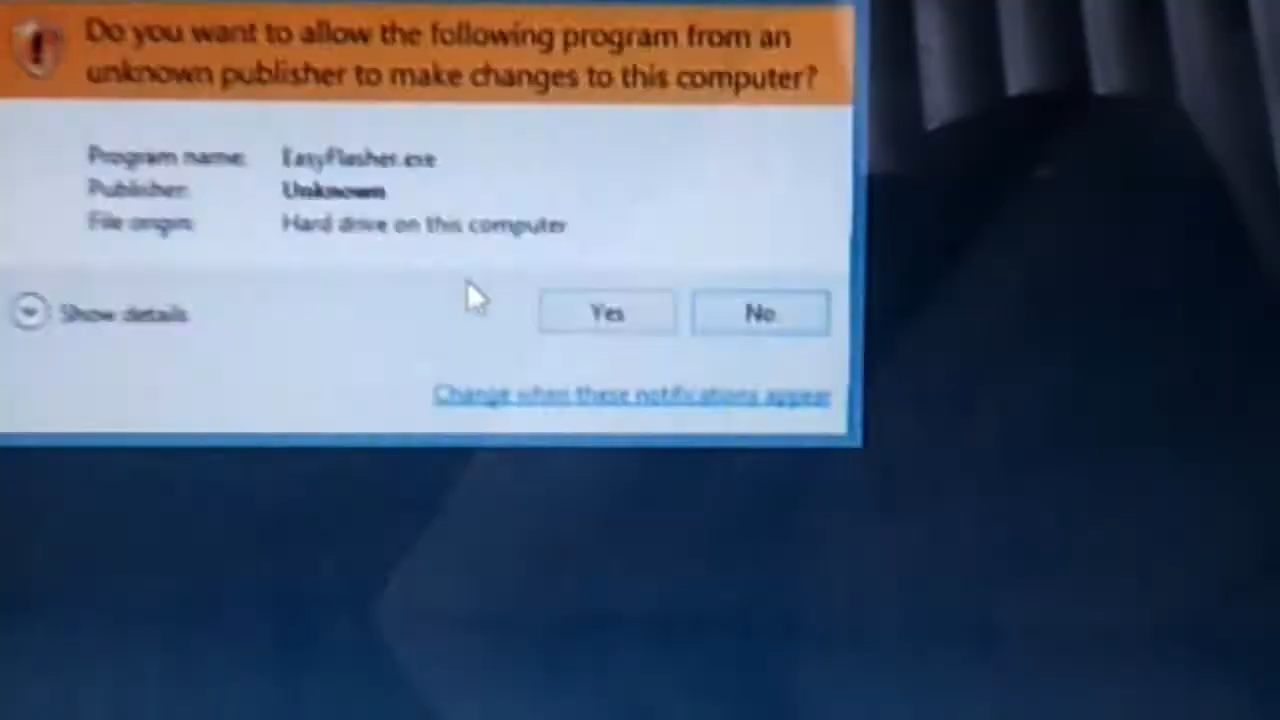 Do you want to allow the following program from an
unknown publisher to make changes to this computer?
Program name: EasyFlasher.exe
Publisher: Unknown
File origin: Hard drive on this computer
Show details
Yes
No
Change when these notifications appear